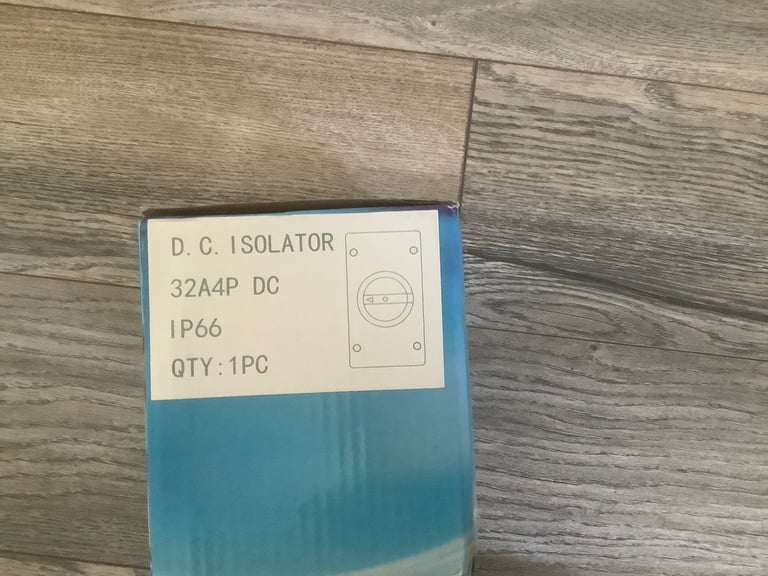 D.C.ISOLATOR
32A4P DC
IP66
QTY:1PC